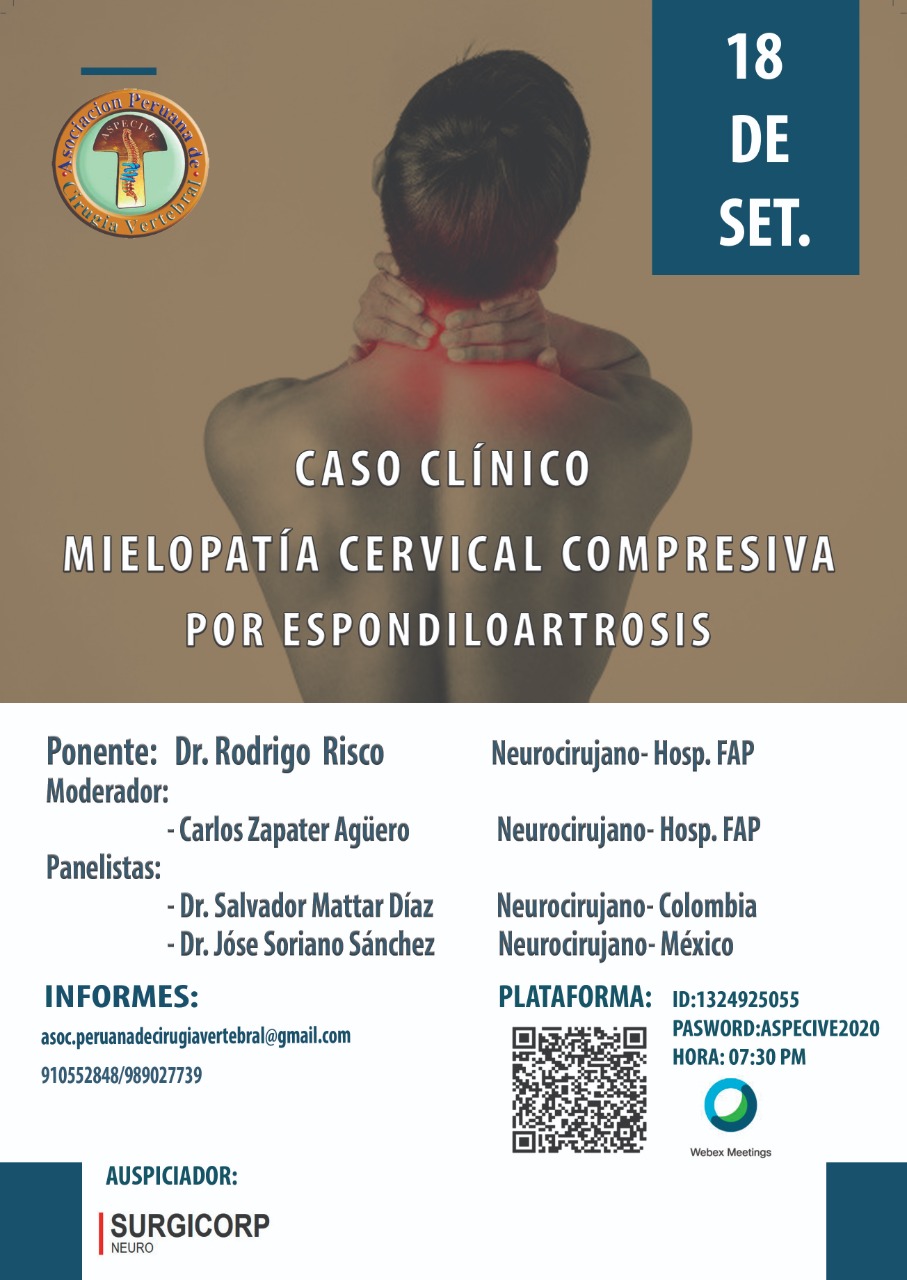 Asociacion Peruana de
Cirugia Vertebral
ASPECIVE
18
DE
SET.
CASO CLÍNICO
MIELOPATÍA CERVICAL COMPRESIVA
POR ESPONDILOARTROSIS
Ponente: Dr. Rodrigo Risco Neurocirujano- Hosp. FAP
Moderador:
- Carlos Zapater Agüero Neurocirujano- Hosp. FAP
Panelistas:
- Dr. Salvador Mattar Díaz Neurocirujano- Colombia
- Dr. Jóse Soriano Sánchez Neurocirujano- México
INFORMES:
asoc.peruanadecirugiavertebral@gmail.com
910552848/989027739
PLATAFORMA:
ID:1324925055
PASWORD:ASPECIVE2020
HORA: 07:30 PM
Webex Meetings
AUSPICIADOR:
SURGICORP
NEURO